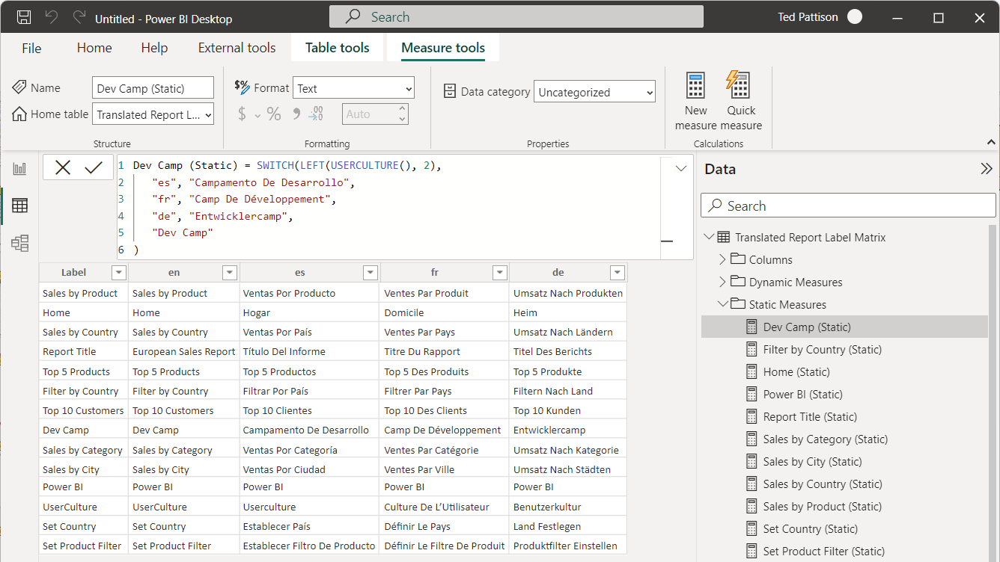 Untitled - Power BI Desktop
Search
Ted Pattison
File Home Help External tools Table tools Measure tools
Name Dev Camp (Static)
Home table Translated Report L...
Structure
$% Format Text
$ % , .00 Auto
Formatting
Data category Uncategorized
Properties
New measure
Quick measure
Calculations
1 Dev Camp (Static) = SWITCH(LEFT(USERCULTURE(), 2),
2 "es", "Campamento De Desarrollo",
3 "fr", "Camp De Développement",
4 "de", "Entwicklercamp",
5 "Dev Camp"
6 )
Label en es fr de
Sales by Product Sales by Product Ventas Por Producto Ventes Par Produit Umsatz Nach Produkten
Home Home Hogar Domicile Heim
Sales by Country Sales by Country Ventas Por País Ventes Par Pays Umsatz Nach Ländern
Report Title European Sales Report Título Del Informe Titre Du Rapport Titel Des Berichts
Top 5 Products Top 5 Products Top 5 Productos Top 5 Des Produits Top 5 Produkte
Filter by Country Filter by Country Filtrar Por País Filtrer Par Pays Filtern Nach Land
Top 10 Customers Top 10 Customers Top 10 Clientes Top 10 Des Clients Top 10 Kunden
Dev Camp Dev Camp Campamento De Desarrollo Camp De Développement Entwicklercamp
Sales by Category Sales by Category Ventas Por Categoría Ventes Par Catégorie Umsatz Nach Kategorie
Sales by City Sales by City Ventas Por Ciudad Ventes Par Ville Umsatz Nach Städten
Power BI Power BI Power BI Power BI Power BI
UserCulture UserCulture Userculture Culture De L’Utilisateur Benutzerkultur
Set Country Set Country Establecer País Définir Le Pays Land Festlegen
Set Product Filter Set Product Filter Establecer Filtro De Producto Définir Le Filtre De Produit Produktfilter Einstellen
Data
Search
Translated Report Label Matrix
Columns
Dynamic Measures
Static Measures
Dev Camp (Static)
Filter by Country (Static)
Home (Static)
Power BI (Static)
Report Title (Static)
Sales by Category (Static)
Sales by City (Static)
Sales by Country (Static)
Sales by Product (Static)
Set Country (Static)
Set Product Filter (Static)